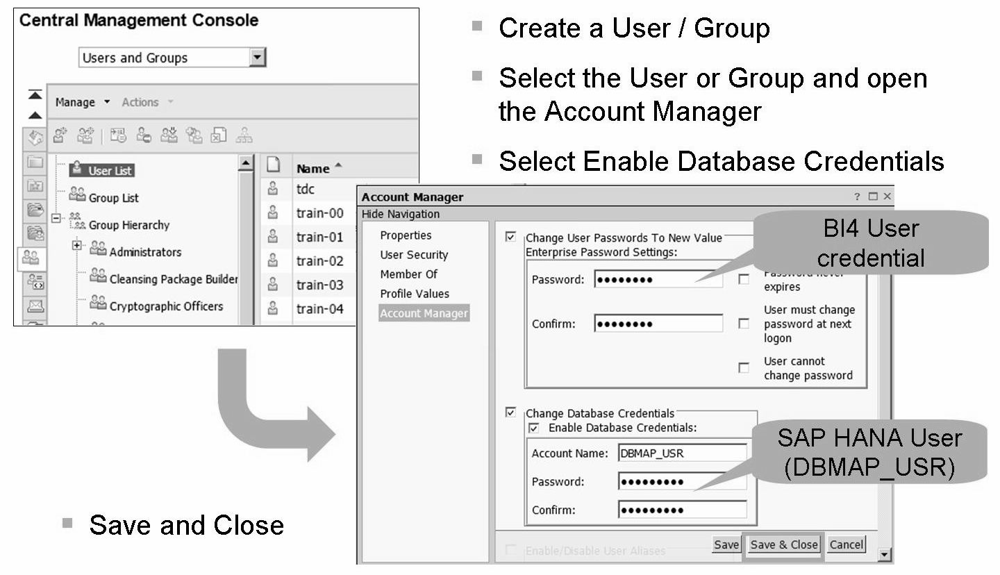 Central Management Console
Users and Groups
Manage
Actions
User List
Group List
Group Hierarchy
Administrators
Cleansing Package Builder
Cryptographic Officers
Name
tdc
train-00
train-01
train-02
train-03
train-04
Create a User / Group
Select the User or Group and open
the Account Manager
Select Enable Database Credentials
Account Manager
Hide Navigation
Properties
User Security
Member Of
Profile Values
Account Manager
Change User Passwords To New Value
Enterprise Password Settings:
Password: ●●●●●●●●
Confirm: ●●●●●●●●
Password never
expires
User must change
password at next
logon
User cannot
change password
BI4 User
credential
Change Database Credentials
Enable Database Credentials:
Account Name: DBMAP_USR
Password: ●●●●●●●●●
Confirm: ●●●●●●●●●
SAP HANA User
(DBMAP_USR)
Enable/Disable User Aliases
Save
Save & Close
Cancel
Save and Close